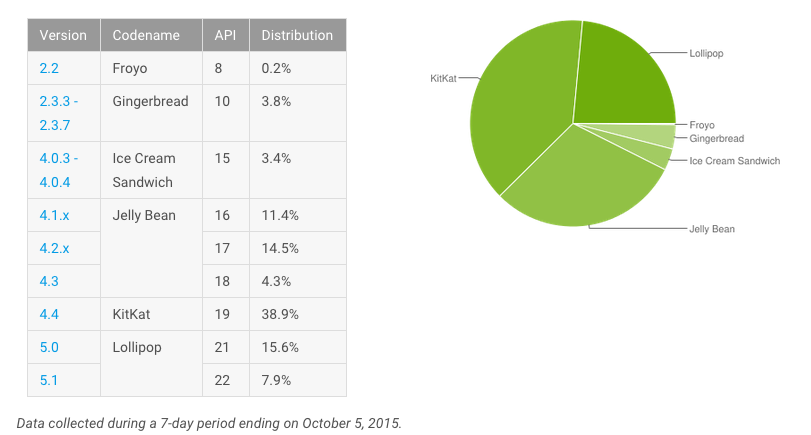 Version Codename API Distribution
2.2 Froyo 8 0.2%
2.3.3 - Gingerbread 10 3.8%
2.3.7
4.0.3 - Ice Cream 15 3.4%
4.0.4 Sandwich
4.1.x Jelly Bean 16 11.4%
4.2.x 17 14.5%
4.3 18 4.3%
4.4 KitKat 19 38.9%
5.0 Lollipop 21 15.6%
5.1 22 7.9%
Lollipop
KitKat
Froyo
Gingerbread
Ice Cream Sandwich
Jelly Bean
Data collected during a 7-day period ending on October 5, 2015.